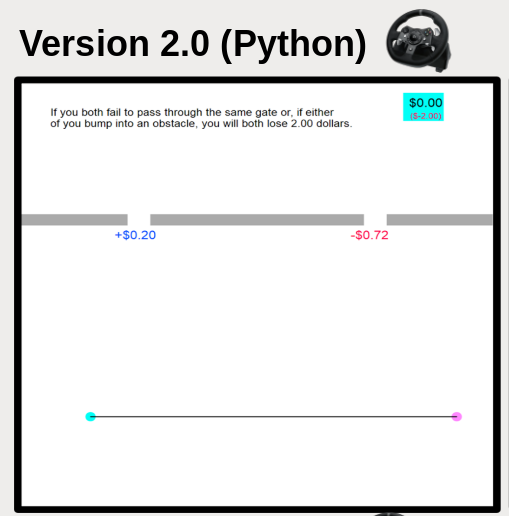 Version 2.0 (Python)
If you both fail to pass through the same gate or, if either
of you bump into an obstacle, you will both lose 2.00 dollars.
$0.00
($-2.00)
+$0.20
-$0.72